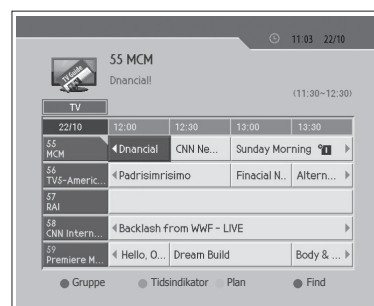 11:03 22/10
55 MCM
TV Guide
Dnancial!
(11:30~12:30)
TV
22/10 12:00 12:30 13:00 13:30
55 MCM Dnancial CNN Ne... Sunday Morning
56 TV5-Americ... Padrisimrisimo Finacial N.. Altern...
57 RAI
58 CNN Intern... Backlash from WWF - LIVE
59 Premiere M... Hello, O... Dream Build Body & ...
Gruppe Tidsindikator Plan Find